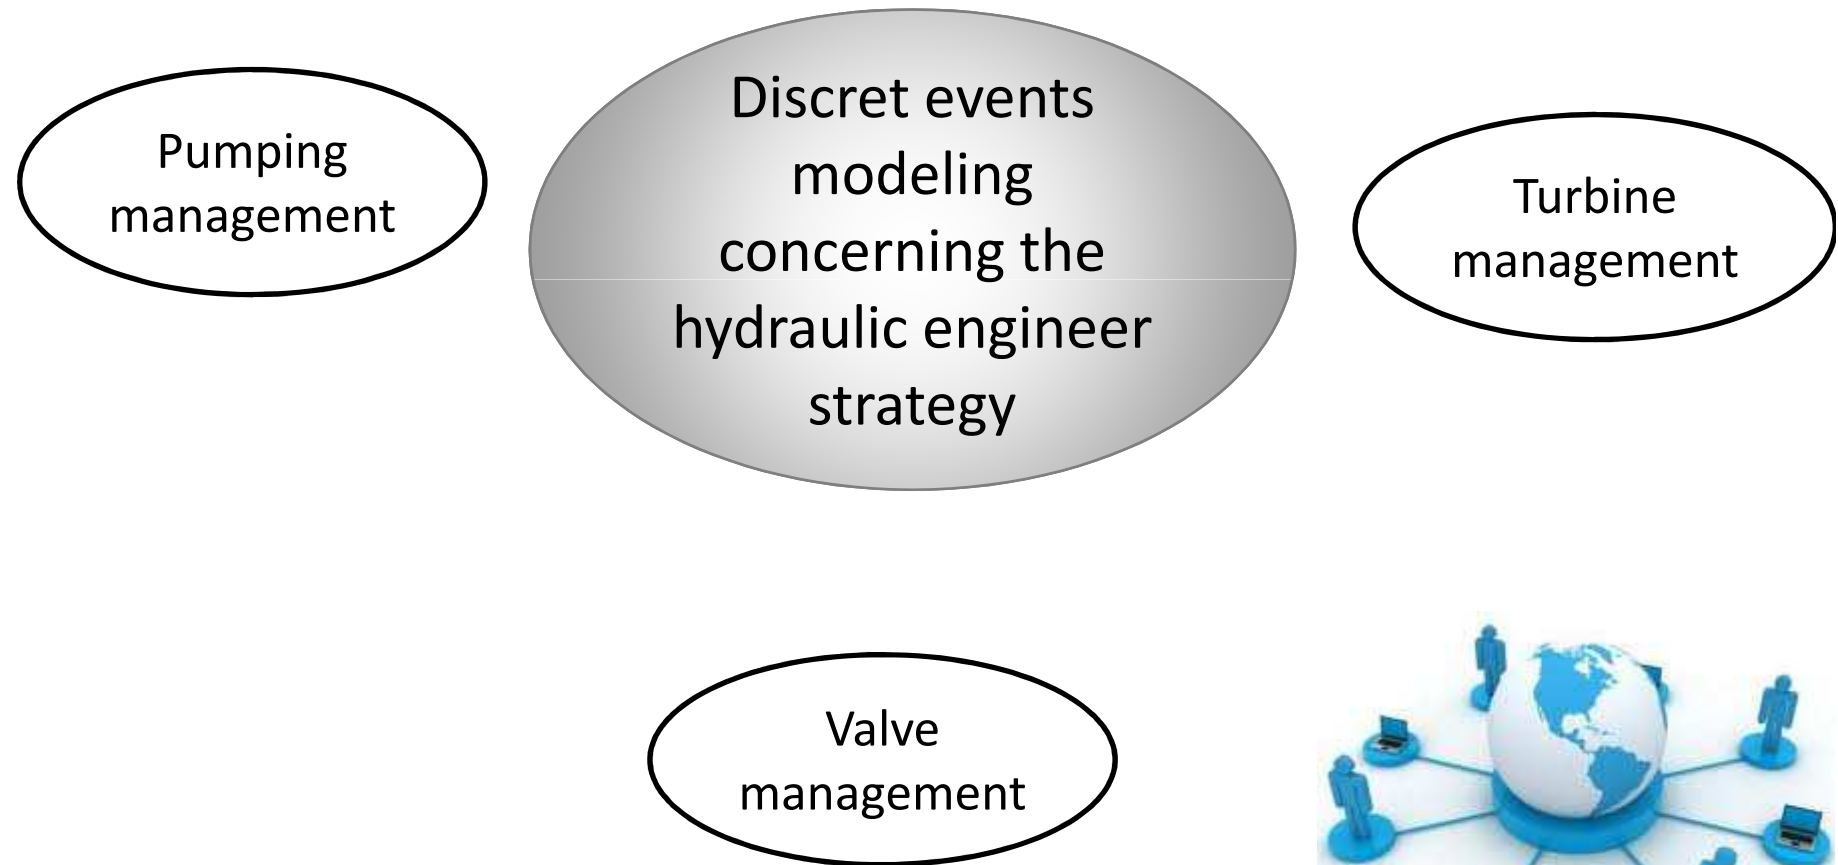 Pumping
management
Discret events
modeling
concerning the
hydraulic engineer
strategy
Turbine
management
Valve
management